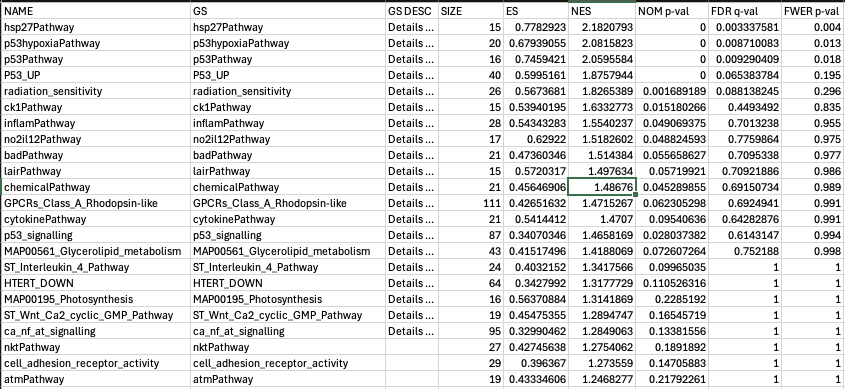 NAME GS GS DESC SIZE ES NES NOM p-val FDR q-val FWER p-val
hsp27Pathway hsp27Pathway Details ... 15 0.7782923 2.1820793 0 0.003337581 0.004
p53hypoxiaPathway p53hypoxiaPathway Details ... 20 0.67939055 2.0815823 0 0.008710083 0.013
p53Pathway p53Pathway Details ... 16 0.7459421 2.0595584 0 0.009290409 0.018
P53_UP P53_UP Details ... 40 0.5995161 1.8757944 0 0.065383784 0.195
radiation_sensitivity radiation_sensitivity Details ... 26 0.5673681 1.8265389 0.001689189 0.088138245 0.296
ck1Pathway ck1Pathway Details ... 15 0.53940195 1.6332773 0.015180266 0.4493492 0.835
inflamPathway inflamPathway Details ... 28 0.54343283 1.5540237 0.049069375 0.7013238 0.955
no2il12Pathway no2il12Pathway Details ... 17 0.62922 1.5182602 0.048824593 0.7759864 0.975
badPathway badPathway Details ... 21 0.47360346 1.514384 0.055658627 0.7095338 0.977
lairPathway lairPathway Details ... 15 0.5720317 1.497634 0.05719921 0.70921886 0.986
chemicalPathway chemicalPathway Details ... 21 0.45646906 1.48676 0.045289855 0.69150734 0.989
GPCRs_Class_A_Rhodopsin-like GPCRs_Class_A_Rhodopsin-like Details ... 111 0.42651632 1.4715267 0.062305298 0.6924941 0.991
cytokinePathway cytokinePathway Details ... 21 0.5414412 1.4707 0.09540636 0.64282876 0.991
p53_signalling p53_signalling Details ... 87 0.34070346 1.4658169 0.028037382 0.6143147 0.994
MAP00561_Glycerolipid_metabolism MAP00561_Glycerolipid_metabolism Details ... 43 0.41517496 1.4188069 0.072607264 0.752188 0.998
ST_Interleukin_4_Pathway ST_Interleukin_4_Pathway Details ... 24 0.4032152 1.3417566 0.09965035 1 1
HTERT_DOWN HTERT_DOWN Details ... 64 0.3427992 1.3177729 0.110526316 1 1
MAP00195_Photosynthesis MAP00195_Photosynthesis Details ... 16 0.56370884 1.3141869 0.2285192 1 1
ST_Wnt_Ca2_cyclic_GMP_Pathway ST_Wnt_Ca2_cyclic_GMP_Pathway Details ... 19 0.45475355 1.2894747 0.16545719 1 1
ca_nf_at_signalling ca_nf_at_signalling Details ... 95 0.32990462 1.2849063 0.13381556 1 1
nktPathway nktPathway 27 0.42745638 1.2754062 0.1891892 1 1
cell_adhesion_receptor_activity cell_adhesion_receptor_activity 29 0.396367 1.273559 0.14705883 1 1
atmPathway atmPathway 19 0.43334606 1.2468277 0.21792261 1 1